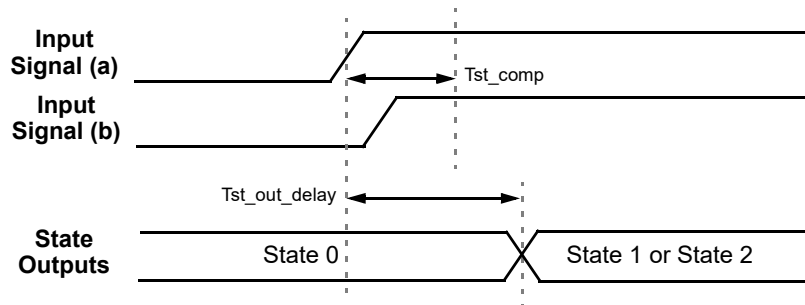 Input
Signal (a)
Tst_comp
Input
Signal (b)
Tst_out_delay
State
Outputs
State 0
State 1 or State 2